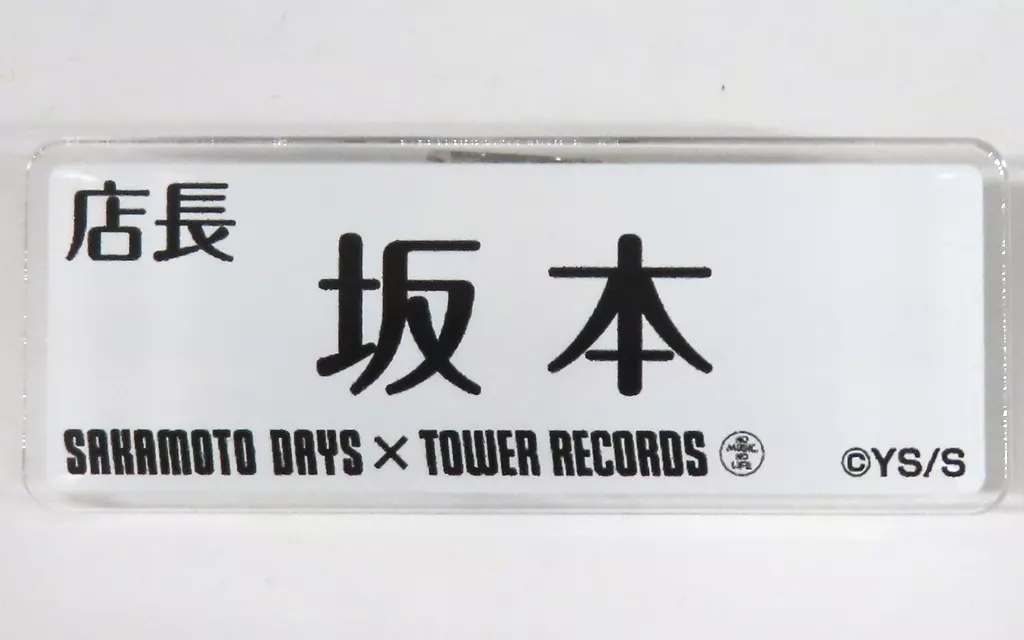 店長
坂本
SAKAMOTO DAYS × TOWER RECORDS NO MUSIC, NO LIFE. ©YS/S